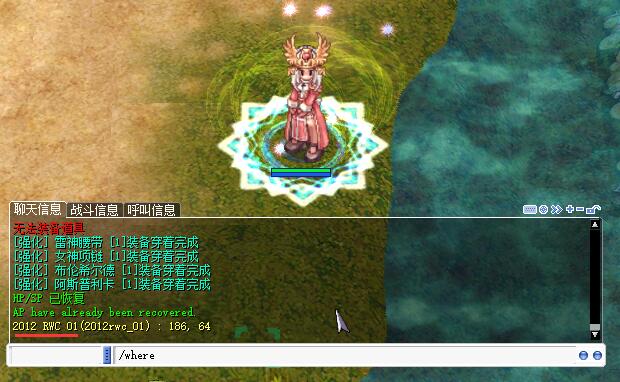 聊天信息 战斗信息 呼叫信息
无法装备道具
[强化] 雷神腰带 [1]装备穿着完成
[强化] 女神项链 [1]装备穿着完成
[强化] 布伦希尔德 [1]装备穿着完成
[强化] 阿斯普利卡 [1]装备穿着完成
HP/SP 已恢复
AP have already been recovered.
2012 RWC 01(2012rwc_01) : 186, 64
/where